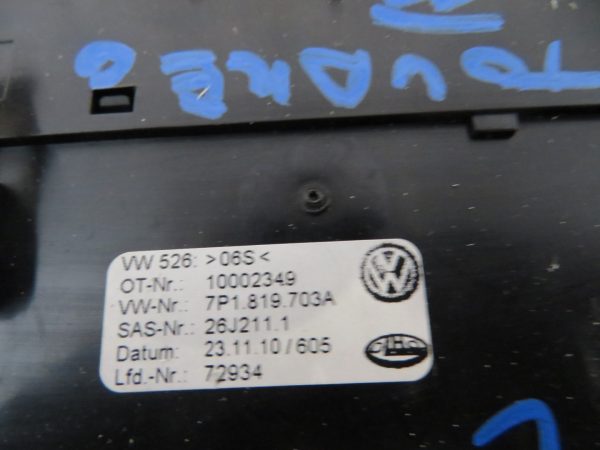 VW 526: >06S<
OT-Nr.: 10002349
VW-Nr.: 7P1.819.703A
SAS-Nr.: 26J211.1
Datum: 23.11.10/605
Lfd.-Nr.: 72934